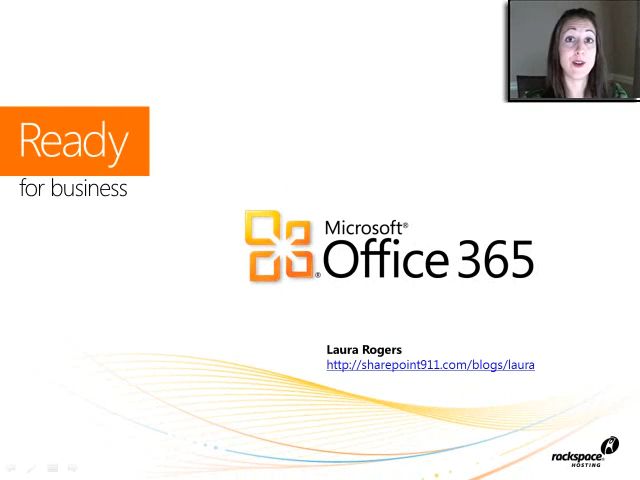 Ready
for business
Microsoft®
Office 365
®
Laura Rogers
http://sharepoint911.com/blogs/laura
rackspace®
HOSTING